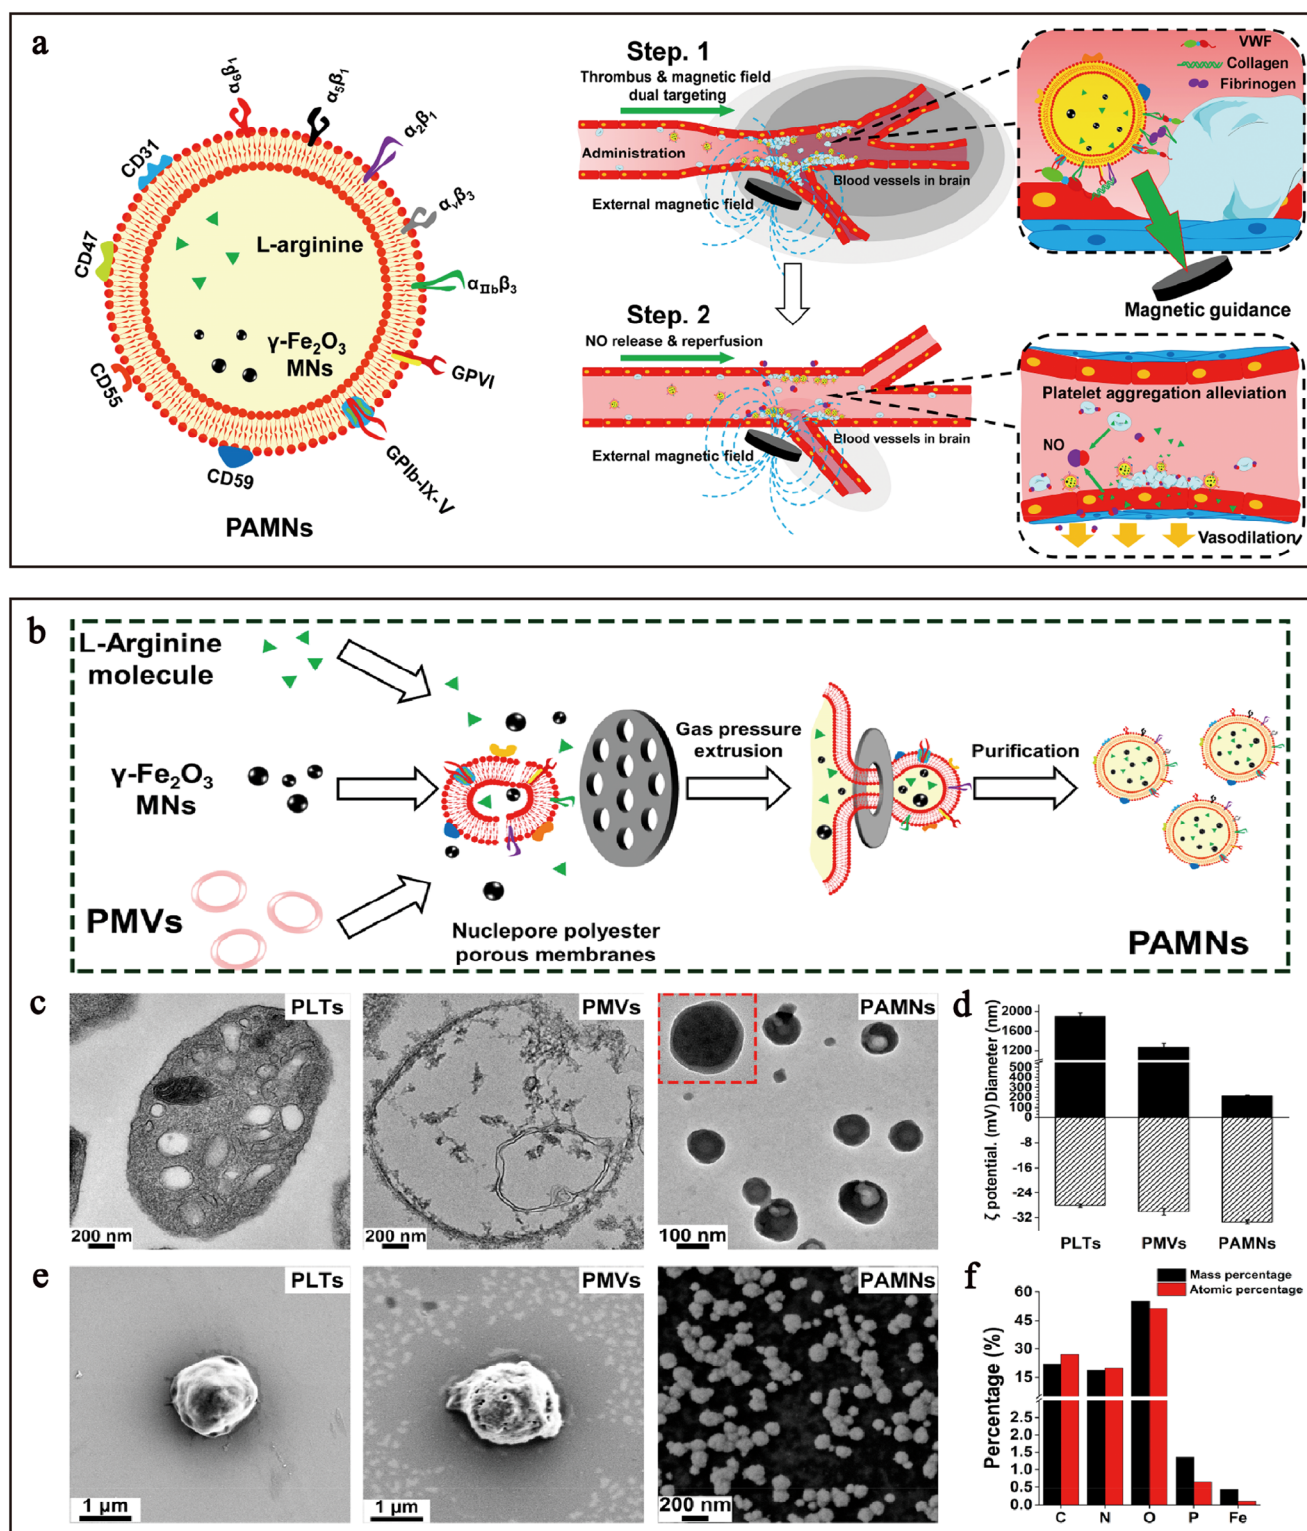 a
α₆β₁
α₅β₁
α₂β₁
αᵥβ₃
α_IIbβ₃
GPVI
GPIb-IX-V
CD59
CD55
CD47
CD31
L-arginine
γ-Fe₂O₃
MNs
PAMNs
Step. 1
Thrombus & magnetic field
dual targeting
Administration
Blood vessels in brain
External magnetic field
VWF
Collagen
Fibrinogen
Magnetic guidance
Step. 2
NO release & reperfusion
Blood vessels in brain
External magnetic field
Platelet aggregation alleviation
NO
Vasodilation
b
L-Arginine
molecule
γ-Fe₂O₃
MNs
PMVs
Nuclepore polyester
porous membranes
Gas pressure
extrusion
Purification
PAMNs
c
PLTs
200 nm
PMVs
200 nm
PAMNs
100 nm
d
ζ potential. (mV) Diameter (nm)
2000
1600
1200
500
400
300
200
100
0
-8
-16
-24
-32
PLTs PMVs PAMNs
e
PLTs
1 μm
PMVs
1 μm
PAMNs
200 nm
f
Mass percentage
Atomic percentage
Percentage (%)
60
45
30
15
2.5
2.0
1.5
1.0
0.5
0.0
C N O P Fe